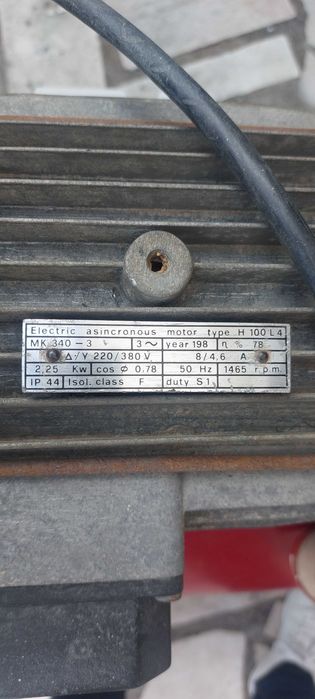 Electric asincronous motor type H 100 L4
MK 340-3 3~ year 198 η % 78
Δ/Y 220/380 V 8/4.6 A
2,25 Kw cos Ø 0.78 50 Hz 1465 r.p.m.
IP 44 Isol. class F duty S1